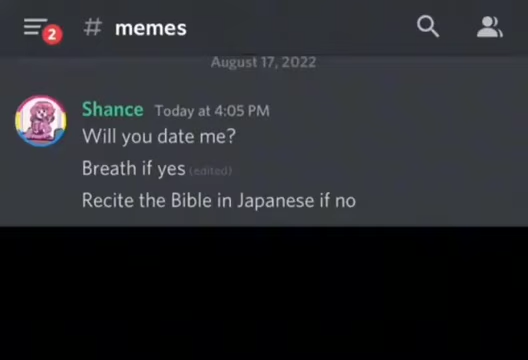 2 # memes
August 17, 2022
Shance Today at 4:05 PM
Will you date me?
Breath if yes (edited)
Recite the Bible in Japanese if no